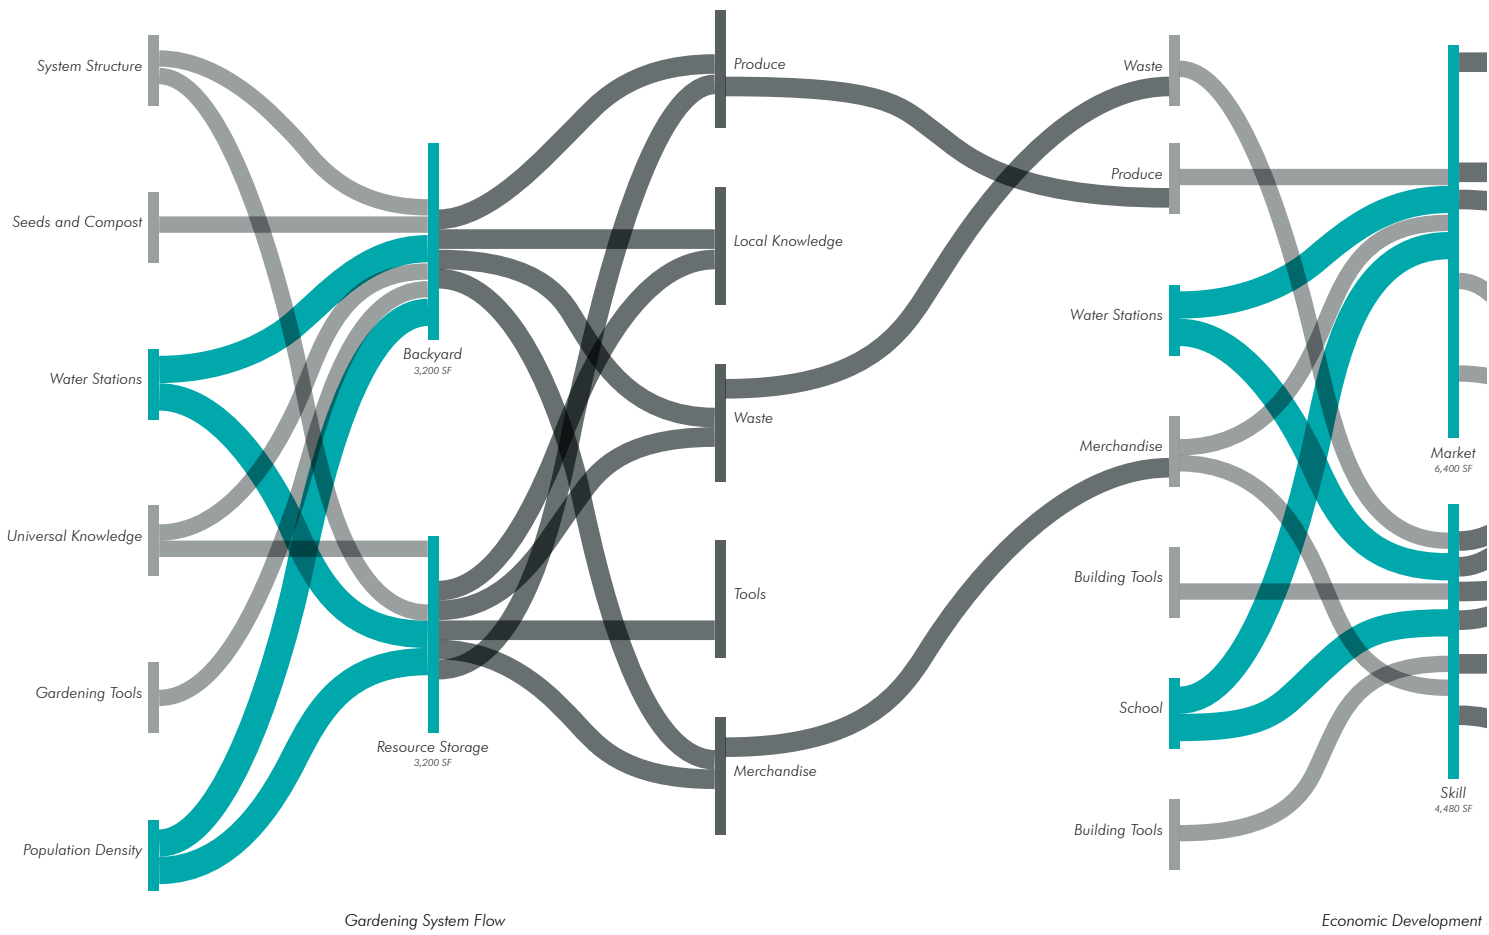 System Structure
Seeds and Compost
Water Stations
Universal Knowledge
Gardening Tools
Population Density
Backyard
3,200 SF
Resource Storage
3,200 SF
Produce
Local Knowledge
Waste
Tools
Merchandise
Gardening System Flow
Waste
Produce
Water Stations
Merchandise
Building Tools
School
Building Tools
Market
6,400 SF
Skill
4,480 SF
Economic Development